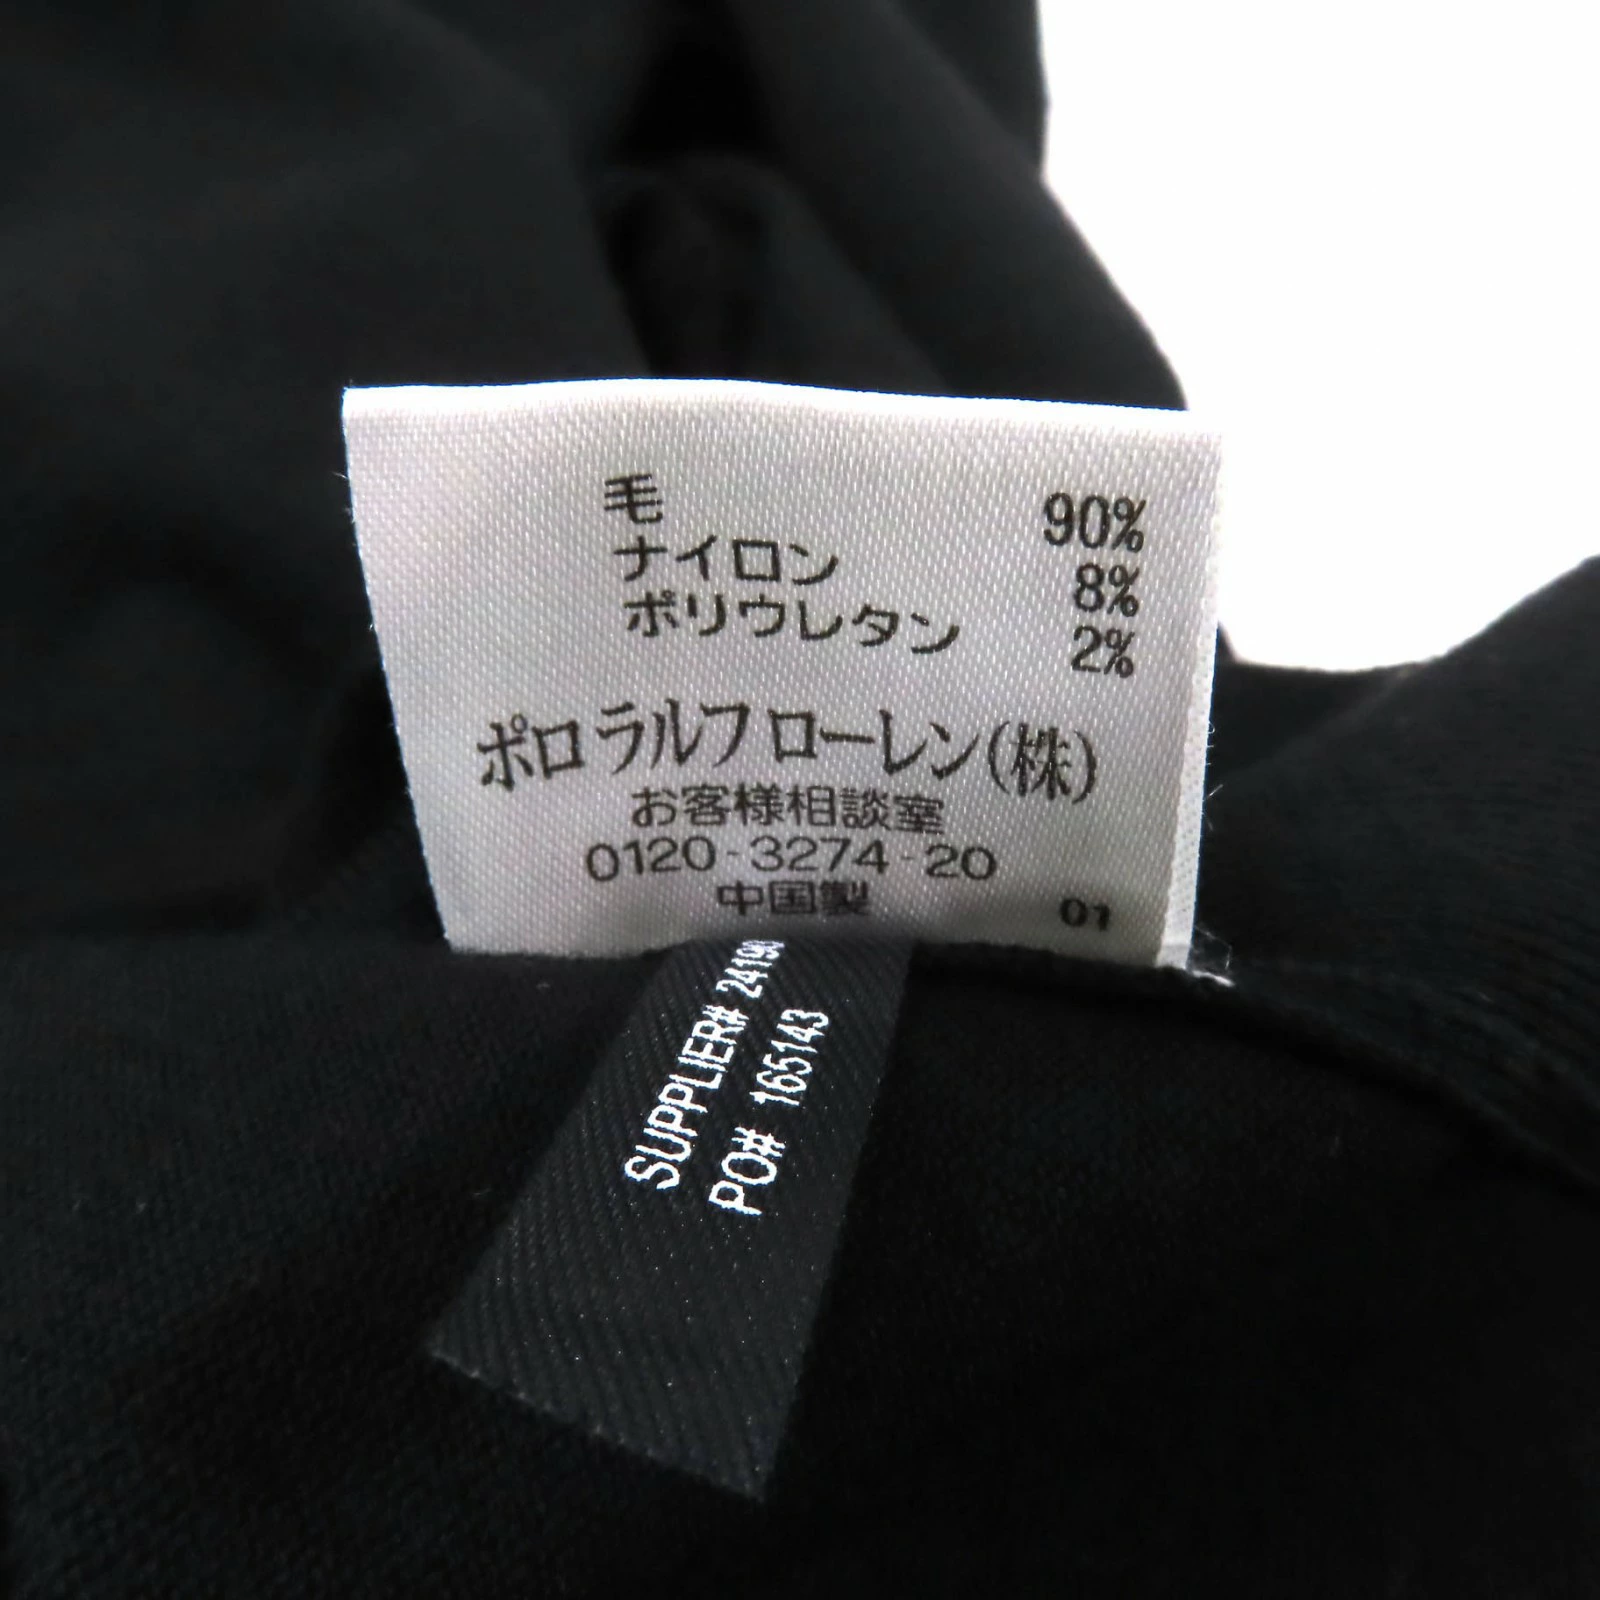 毛 90%
ナイロン 8%
ポリウレタン 2%
ポロ ラルフ ローレン(株)
お客様相談室
0120-3274-20
中国製 01
SUPPLIER#
PO# 165143